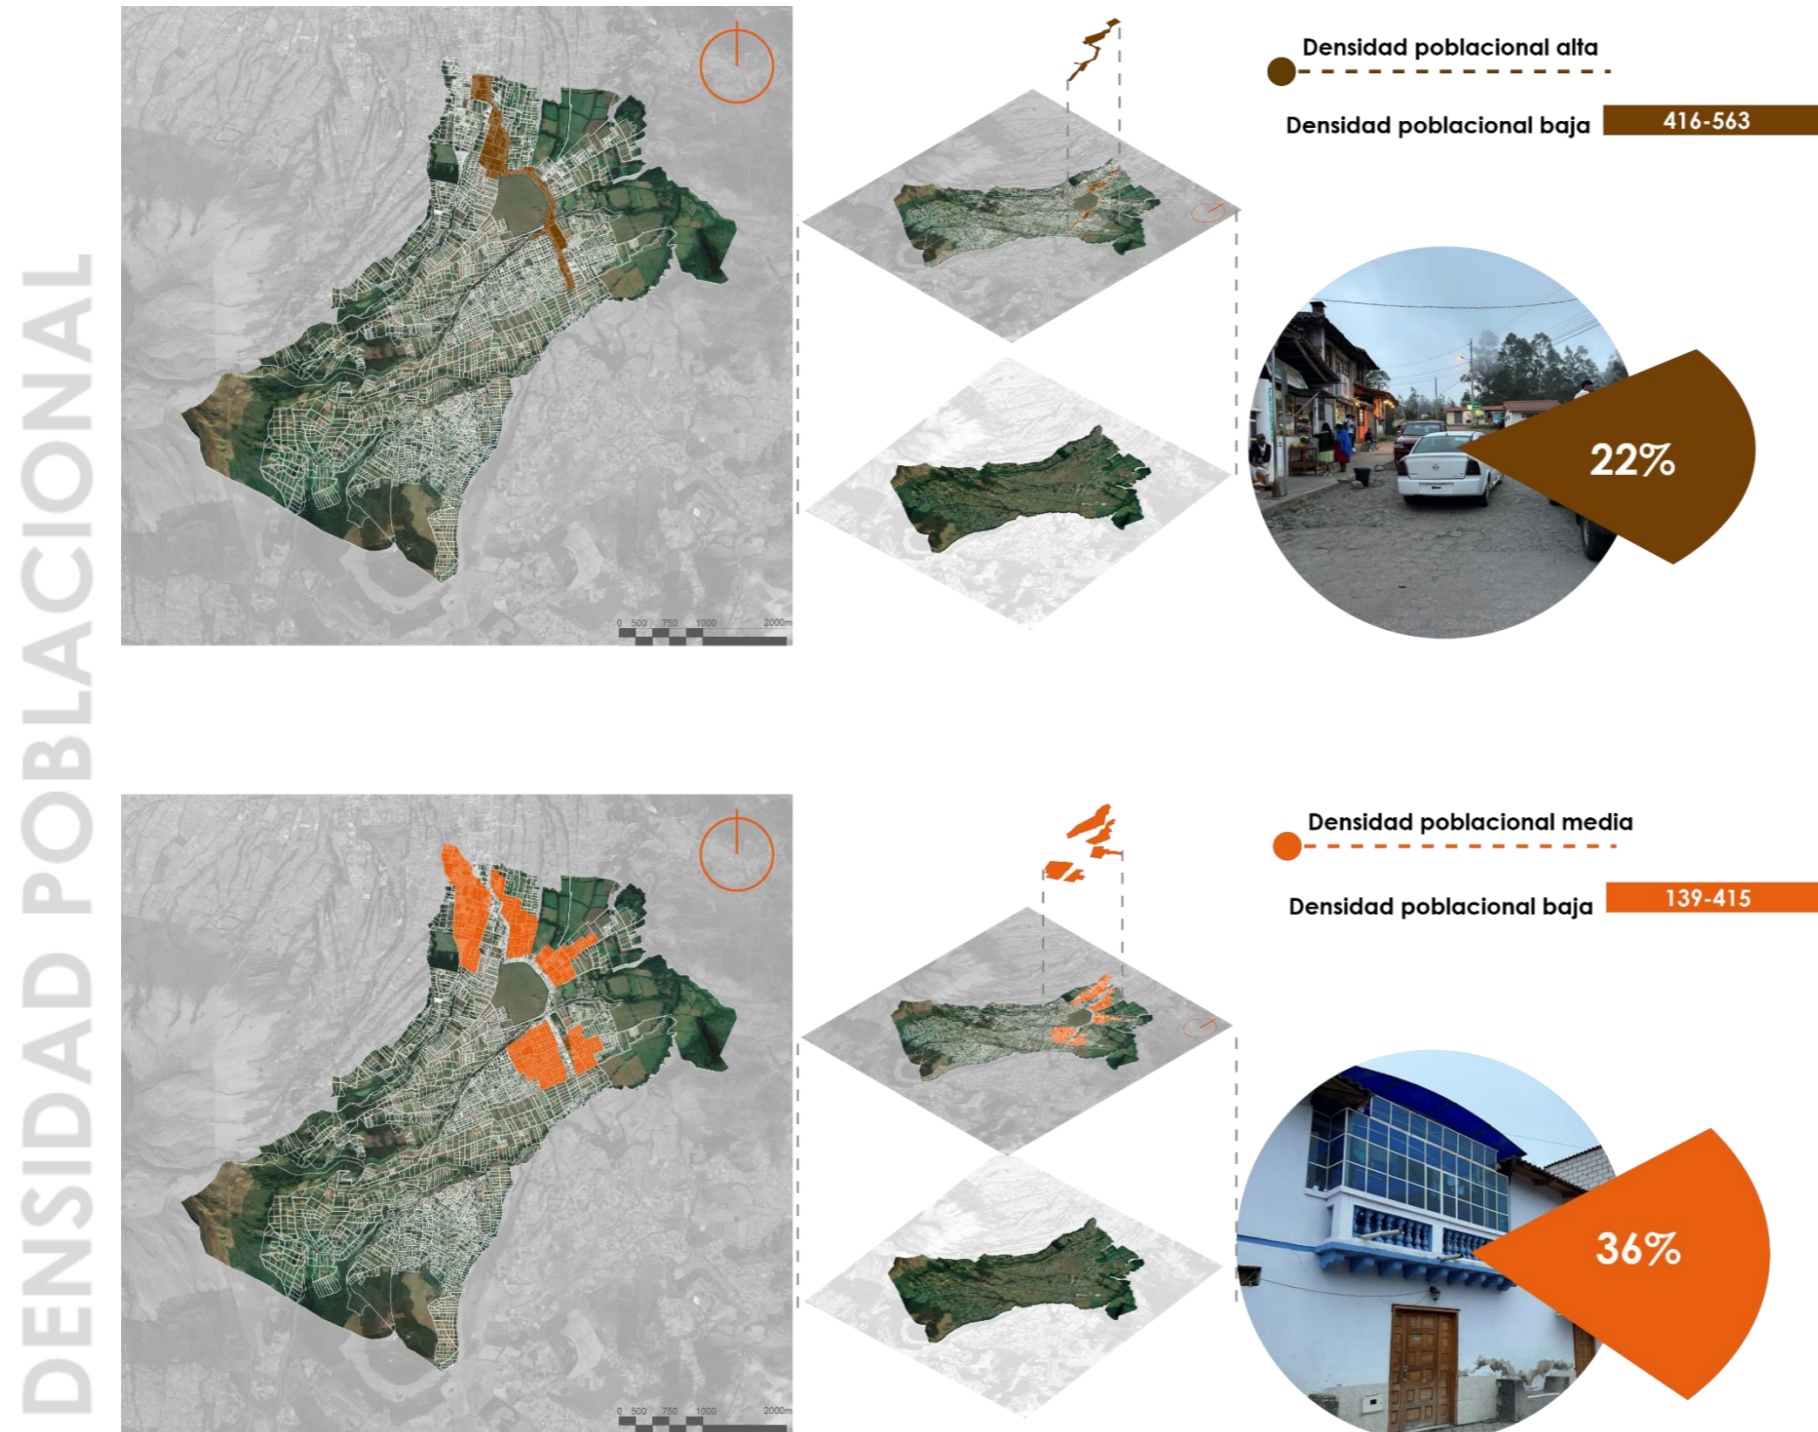 DENSIDAD POBLACIONAL
Densidad poblacional alta
Densidad poblacional baja 416-563
22%
0 500 750 1000 2000m
Densidad poblacional media
Densidad poblacional baja 139-415
36%
0 500 750 1000 2000m